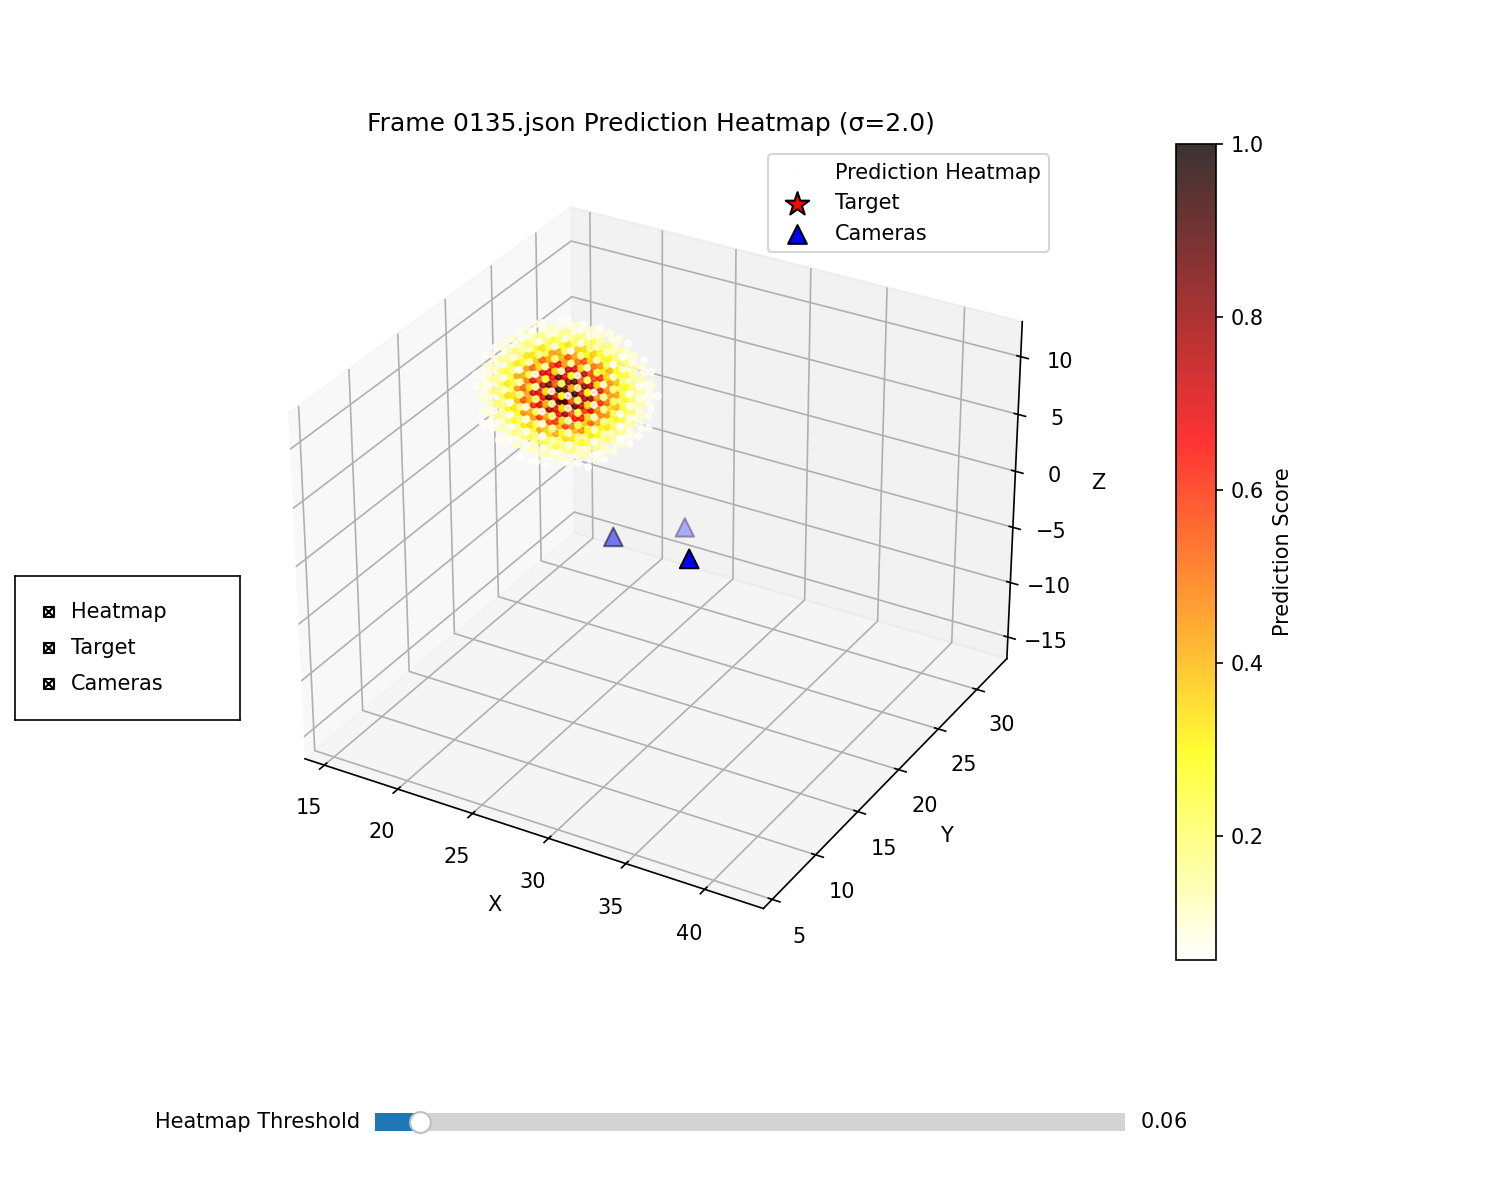 Frame 0135.json Prediction Heatmap (σ=2.0)
Prediction Heatmap
Target
Cameras
1.0
0.8
0.6
0.4
0.2
Prediction Score
10
5
0
−5
−10
−15
Z
Heatmap
Target
Cameras
15
20
25
30
35
40
X
5
10
15
20
25
30
Y
Heatmap Threshold
0.06